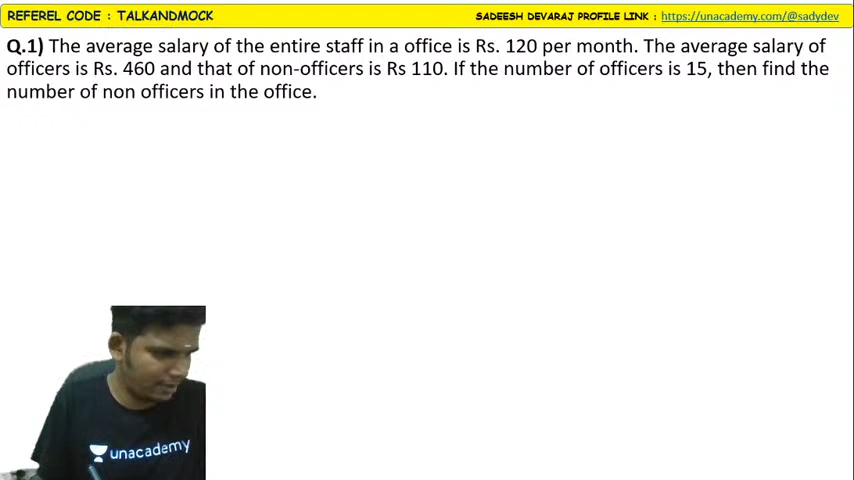 REFEREL CODE : TALKANDMOCK
SADEESH DEVARAJ PROFILE LINK : https://unacademy.com/@sadydev
Q.1) The average salary of the entire staff in a office is Rs. 120 per month. The average salary of
officers is Rs. 460 and that of non-officers is Rs 110. If the number of officers is 15, then find the
number of non officers in the office.
unacademy